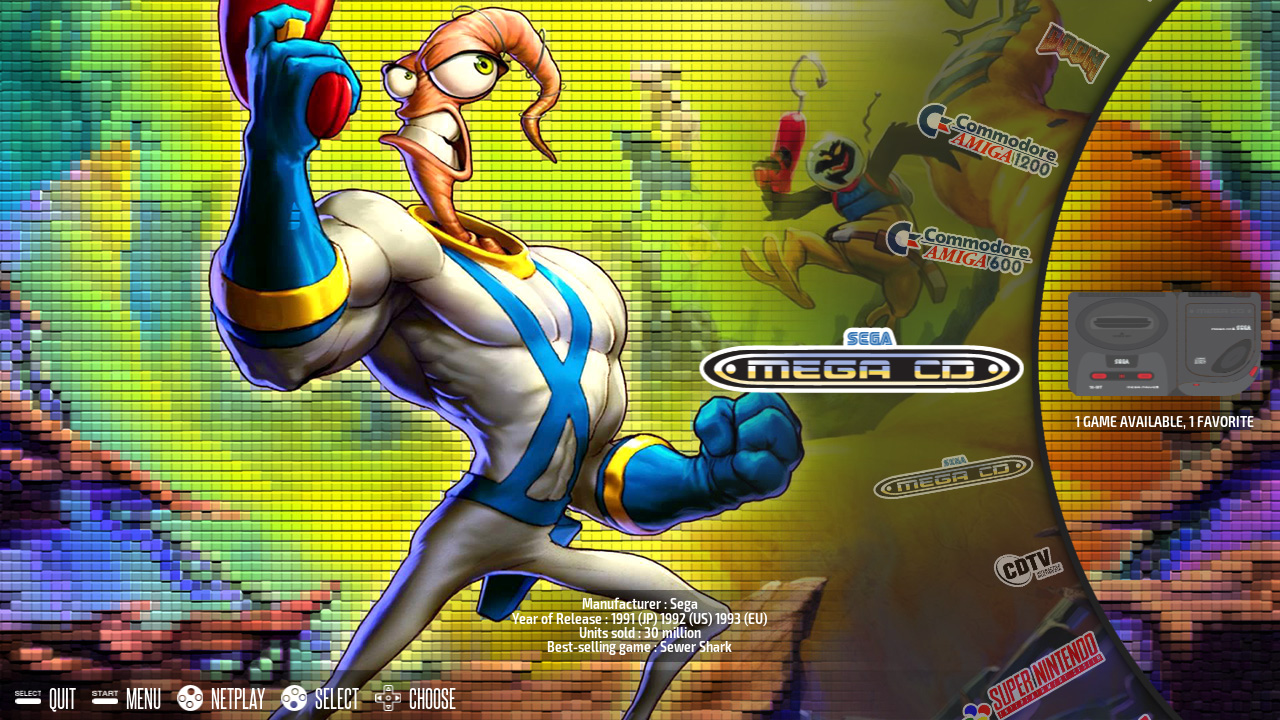 DOOM
Commodore
AMIGA 1200
Commodore
AMIGA 600
SEGA
MEGA CD
SEGA
1 GAME AVAILABLE, 1 FAVORITE
SEGA
MEGA CD
CDTV
SUPER NINTENDO
Manufacturer : Sega
Year of Release : 1991 (JP) 1992 (US) 1993 (EU)
Units sold : 30 million
Best-selling game : Sewer Shark
SELECT QUIT START MENU NETPLAY SELECT CHOOSE